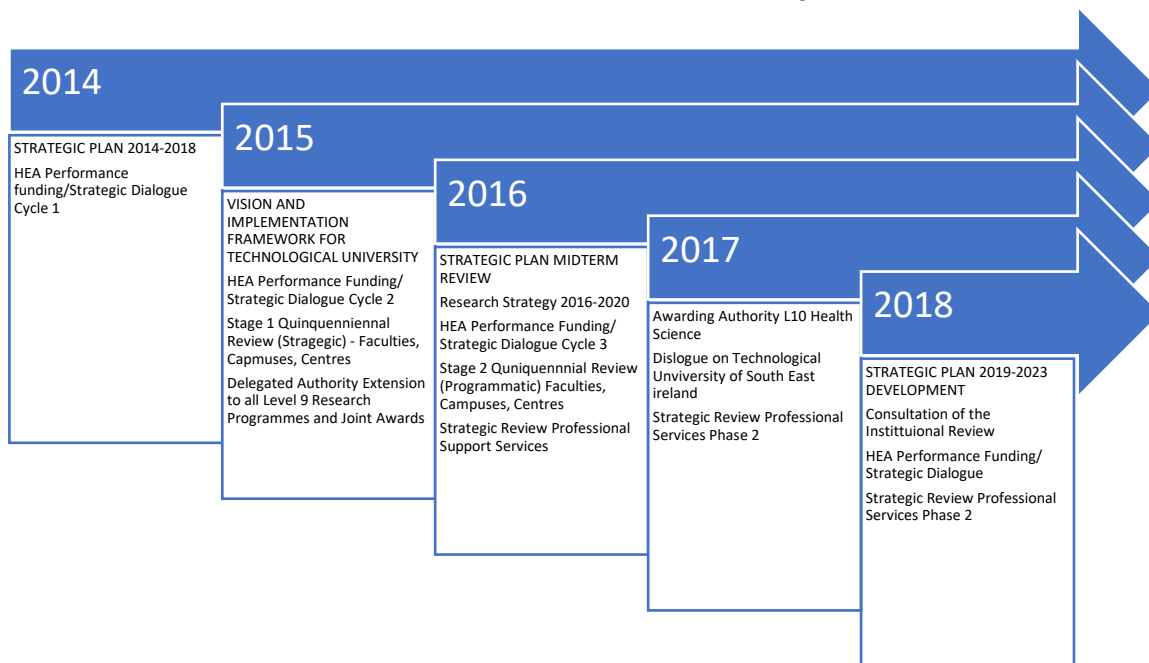 2014
STRATEGIC PLAN 2014-2018
HEA Performance
funding/Strategic Dialogue
Cycle 1
2015
VISION AND
IMPLEMENTATION
FRAMEWORK FOR
TECHNOLOGICAL UNIVERSITY
HEA Performance Funding/
Strategic Dialogue Cycle 2
Stage 1 Quinquenniennal
Review (Stragegic) - Faculties,
Capmuses, Centres
Delegated Authority Extension
to all Level 9 Research
Programmes and Joint Awards
2016
STRATEGIC PLAN MIDTERM
REVIEW
Research Strategy 2016-2020
HEA Performance Funding/
Strategic Dialogue Cycle 3
Stage 2 Quniquennnial Review
(Programmatic) Faculties,
Campuses, Centres
Strategic Review Professional
Support Services
2017
Awarding Authority L10 Health
Science
Dislogue on Technological
Unviversity of South East
ireland
Strategic Review Professional
Services Phase 2
2018
STRATEGIC PLAN 2019-2023
DEVELOPMENT
Consultation of the
Instittuional Review
HEA Performance Funding/
Strategic Dialogue
Strategic Review Professional
Services Phase 2